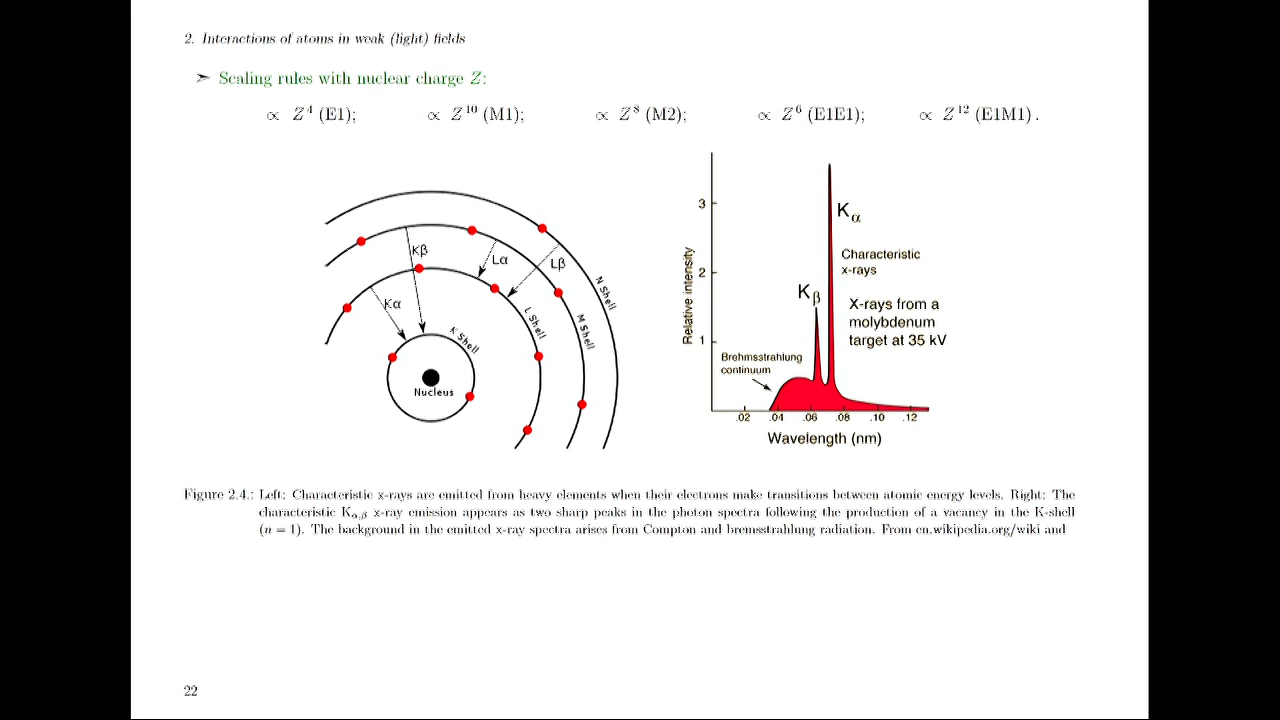 2. Interactions of atoms in weak (light) fields
➣ Scaling rules with nuclear charge Z:
∝ Z⁴ (E1); ∝ Z¹⁰ (M1); ∝ Z⁸ (M2); ∝ Z⁶ (E1E1); ∝ Z¹² (E1M1).
Kβ
Lα
Lβ
Kα
N Shell
M Shell
L Shell
K Shell
Nucleus
Relative intensity
3
2
1
Kα
Characteristic
x-rays
Kβ
X-rays from a
molybdenum
target at 35 kV
Brehmsstrahlung
continuum
.02 .04 .06 .08 .10 .12
Wavelength (nm)
Figure 2.4.: Left: Characteristic x-rays are emitted from heavy elements when their electrons make transitions between atomic energy levels. Right: The
characteristic Kα,β x-ray emission appears as two sharp peaks in the photon spectra following the production of a vacancy in the K-shell
(n = 1). The background in the emitted x-ray spectra arises from Compton and bremsstrahlung radiation. From en.wikipedia.org/wiki and
22